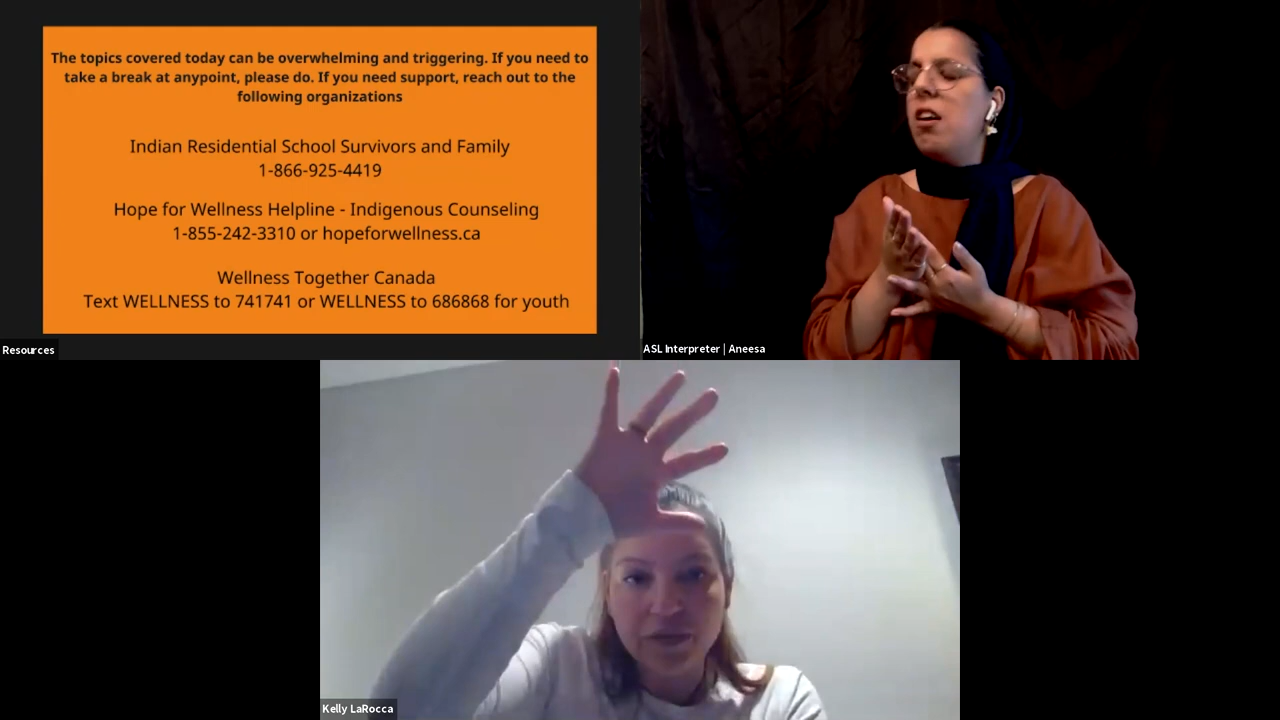 The topics covered today can be overwhelming and triggering. If you need to
take a break at anypoint, please do. If you need support, reach out to the
following organizations
Indian Residential School Survivors and Family
1-866-925-4419
Hope for Wellness Helpline - Indigenous Counseling
1-855-242-3310 or hopeforwellness.ca
Wellness Together Canada
Text WELLNESS to 741741 or WELLNESS to 686868 for youth
Resources
ASL Interpreter | Aneesa
Kelly LaRocca